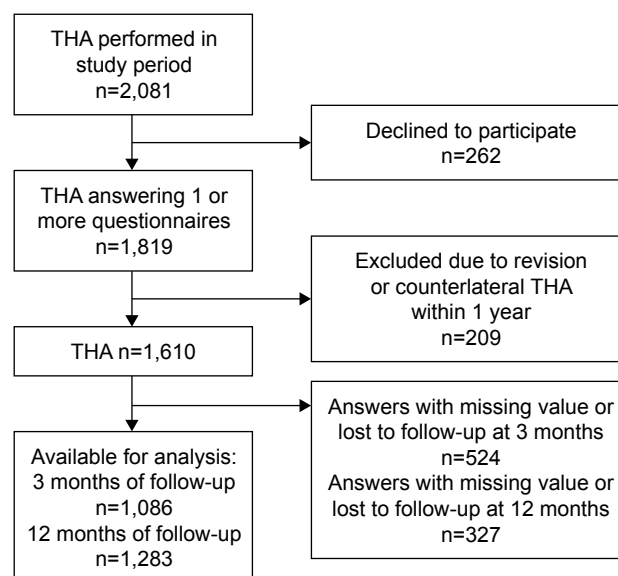 THA performed in
study period
n=2,081
Declined to participate
n=262
THA answering 1 or
more questionnaires
n=1,819
Excluded due to revision
or counterlateral THA
within 1 year
n=209
THA n=1,610
Answers with missing value or
lost to follow-up at 3 months
n=524
Answers with missing value or
lost to follow-up at 12 months
n=327
Available for analysis:
3 months of follow-up
n=1,086
12 months of follow-up
n=1,283